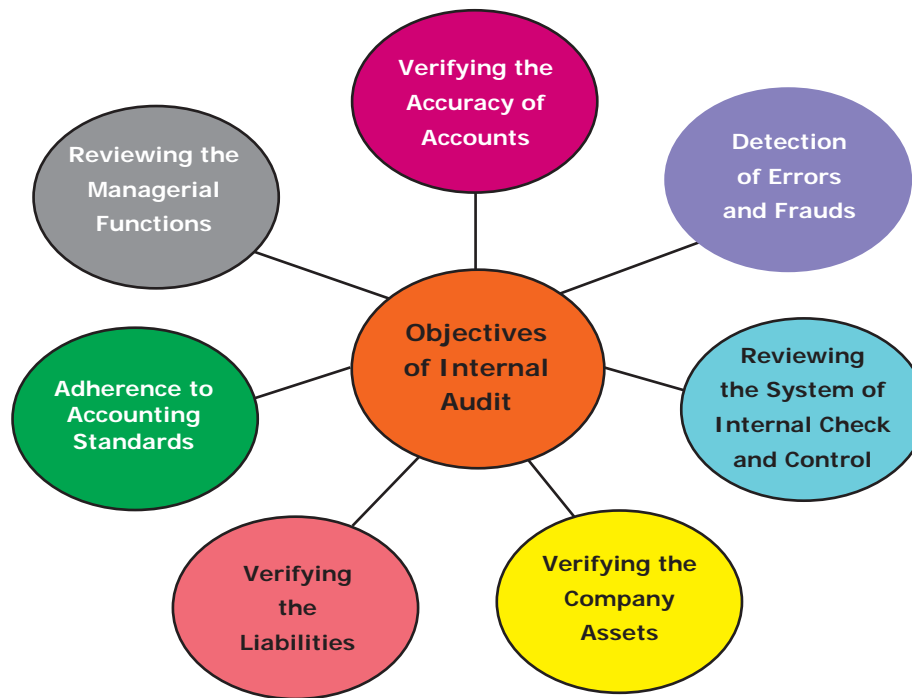 Verifying the
Accuracy of
Accounts
Detection
of Errors
and Frauds
Reviewing
the System of
Internal Check
and Control
Verifying the
Company
Assets
Verifying
the
Liabilities
Adherence to
Accounting
Standards
Reviewing the
Managerial
Functions
Objectives
of Internal
Audit